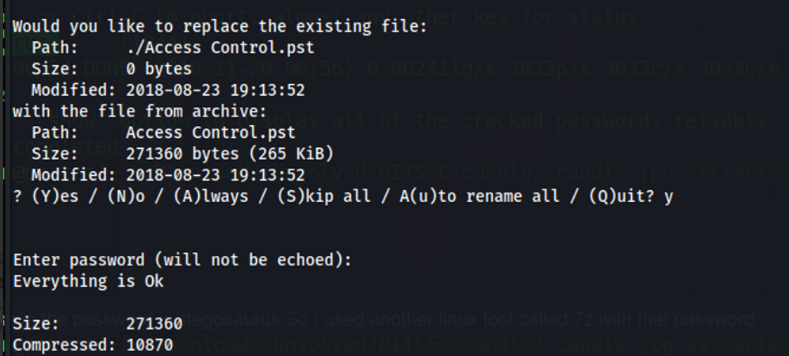 Would you like to replace the existing file:
Path: ./Access Control.pst
Size: 0 bytes
Modified: 2018-08-23 19:13:52
with the file from archive:
Path: Access Control.pst
Size: 271360 bytes (265 KiB)
Modified: 2018-08-23 19:13:52
? (Y)es / (N)o / (A)lways / (S)kip all / A(u)to rename all / (Q)uit? y
Enter password (will not be echoed):
Everything is Ok
Size: 271360
Compressed: 10870